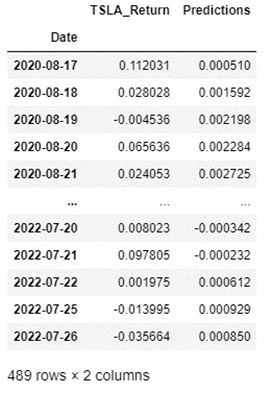 TSLA_Return Predictions
Date
2020-08-17 0.112031 0.000510
2020-08-18 0.028028 0.001592
2020-08-19 -0.004536 0.002198
2020-08-20 0.065636 0.002284
2020-08-21 0.024053 0.002725
... ... ...
2022-07-20 0.008023 -0.000342
2022-07-21 0.097805 -0.000232
2022-07-22 0.001975 0.000612
2022-07-25 -0.013995 0.000929
2022-07-26 -0.035664 0.000850
489 rows × 2 columns